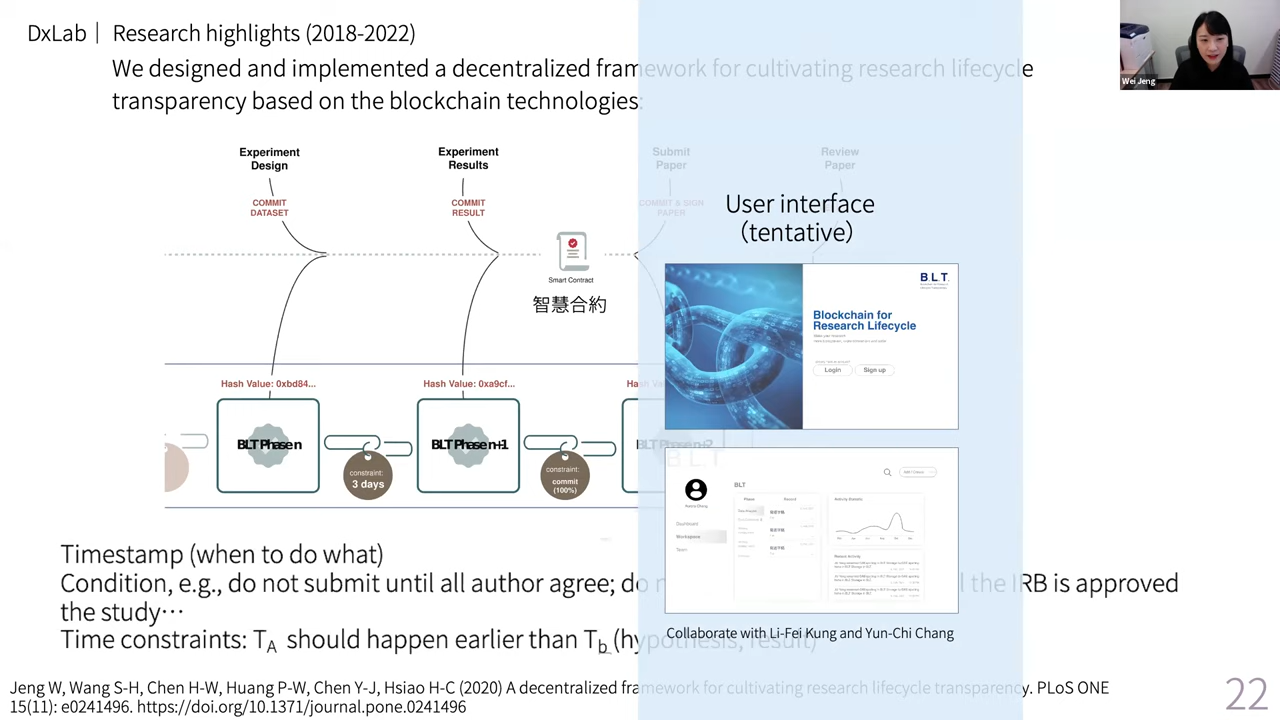 DxLab｜ Research highlights (2018-2022)
Wei Jeng
We designed and implemented a decentralized framework for cultivating research lifecycle
transparency based on the blockchain technologies:
Experiment
Design
Experiment
Results
Submit
Paper
Review
Paper
COMMIT
DATASET
COMMIT
RESULT
COMMIT & SIGN
PAPER
User interface
（tentative）
Smart Contract
智慧合約
B.L.T.
Blockchain for
Research Lifecycle
Login
Sign up
Hash Value: 0xbd84...
Hash Value: 0xa9cf...
BLT Phase n
BLT Phase n+1
BLT Phase n+2
constraint:
3 days
constraint:
commit
(100%)
BLT
Dashboard
Workspace
Team
Phase
Record
Timestamp (when to do what)
Condition, e.g., do not submit until all author agree; do the IRB is approved
the study⋯
Time constraints: TA should happen earlier than Tb (hypothesis, result)
Collaborate with Li-Fei Kung and Yun-Chi Chang
Jeng W, Wang S-H, Chen H-W, Huang P-W, Chen Y-J, Hsiao H-C (2020) A decentralized framework for cultivating research lifecycle transparency. PLoS ONE
15(11): e0241496. https://doi.org/10.1371/journal.pone.0241496
22